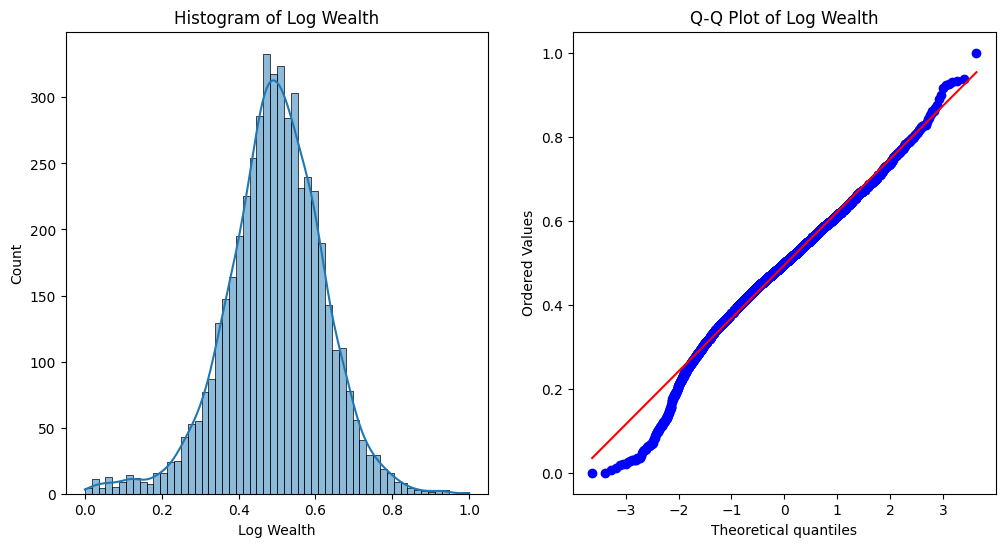 Histogram of Log Wealth
Count
300
250
200
150
100
50
0
0.0 0.2 0.4 0.6 0.8 1.0
Log Wealth
Q-Q Plot of Log Wealth
Ordered Values
1.0
0.8
0.6
0.4
0.2
0.0
−3 −2 −1 0 1 2 3
Theoretical quantiles